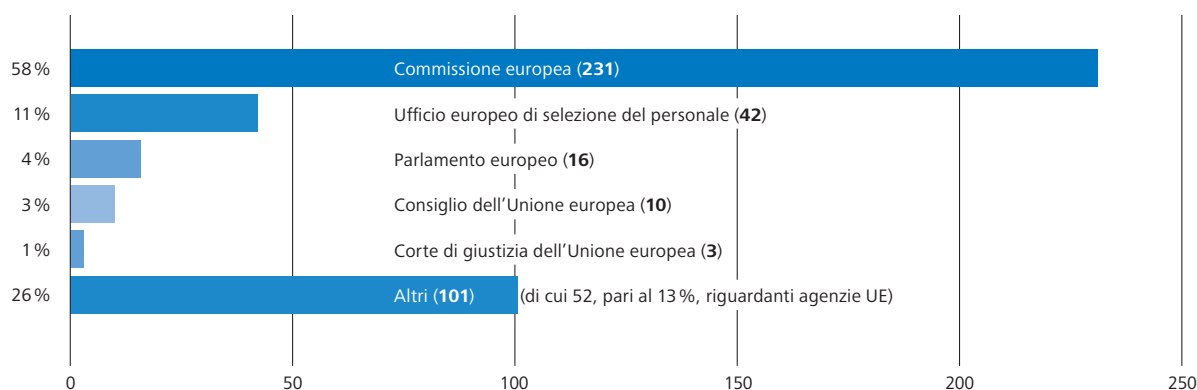 58 % Commissione europea (231)
11 % Ufficio europeo di selezione del personale (42)
4 % Parlamento europeo (16)
3 % Consiglio dell'Unione europea (10)
1 % Corte di giustizia dell'Unione europea (3)
26 % Altri (101) (di cui 52, pari al 13 %, riguardanti agenzie UE)
0 50 100 150 200 250